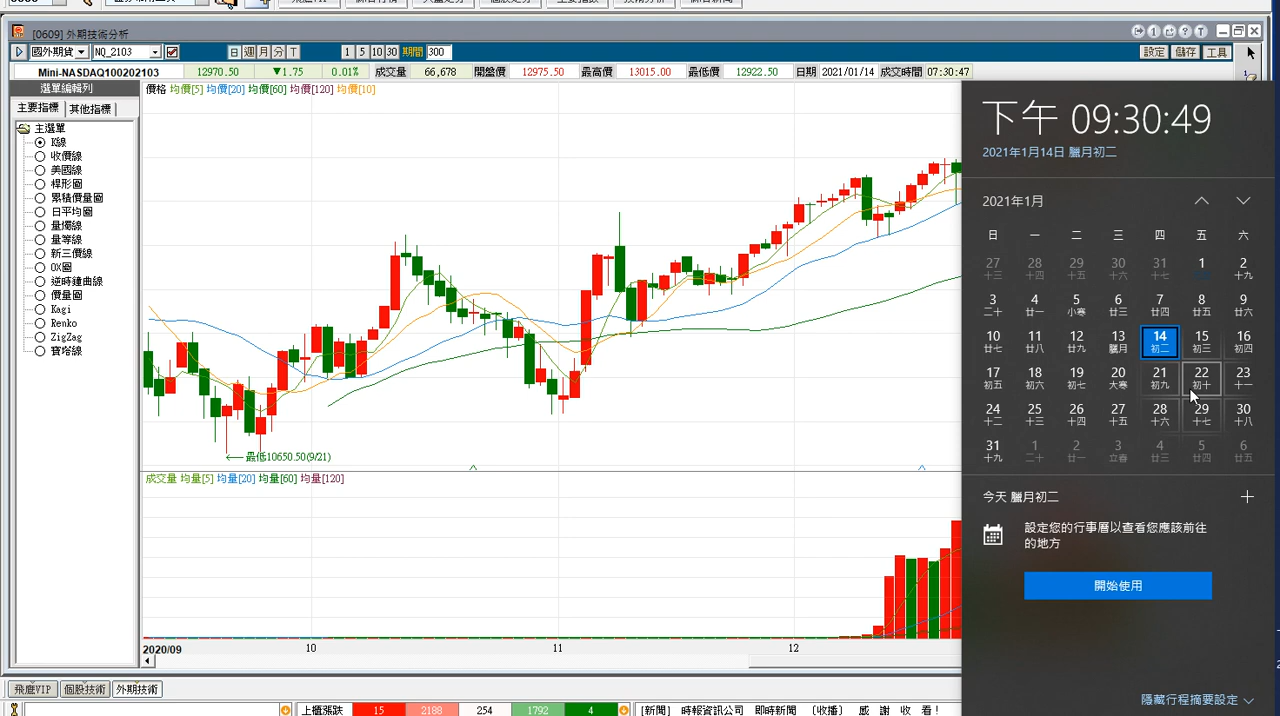 [0609] 外期技術分析
國外期貨 NQ_2103 日 週 月 分 T 1 5 10 30 期間 300 設定 儲存 工具
Mini-NASDAQ100202103 12970.50 ▼1.75 0.01% 成交量 66,678 開盤價 12975.50 最高價 13015.00 最低價 12922.50 日期 2021/01/14 成交時間 07:30:47
選單編輯列
主要指標 其他指標
主選單
K線
收價線
美國線
桿形圖
累積價量圖
日平均圖
量燭線
量等線
新三價線
OX圖
逆時鐘曲線
價量圖
Kagi
Renko
ZigZag
寶塔線
價格 均價[5] 均價[20] 均價[60] 均價[120] 均價[10]
最低10650.50(9/21)
成交量 均量[5] 均量[20] 均量[60] 均量[120]
2020/09 10 11 12
下午 09:30:49
2021年1月14日 臘月初二
2021年1月
日 一 二 三 四 五 六
27 28 29 30 31 1 2
十三 十四 十五 十六 十七 十九
3 4 5 6 7 8 9
二十 廿一 小寒 廿三 廿四 廿五 廿六
10 11 12 13 14 15 16
廿七 廿八 廿九 臘月 初二 初三 初四
17 18 19 20 21 22 23
初五 初六 初七 大寒 初九 初十 十一
24 25 26 27 28 29 30
十二 十三 十四 十五 十六 十七 十八
31 1 2 3 4 5 6
十九 二十 廿一 立春 廿三 廿四 廿五
今天 臘月初二
設定您的行事曆以查看您應該前往
的地方
開始使用
隱藏行程摘要設定
飛鷹VIP 個股技術 外期技術
上櫃漲跌 15 2188 254 1792 4 [新聞] 時報資訊公司 即時新聞 〔收播〕 感 謝 收 看！